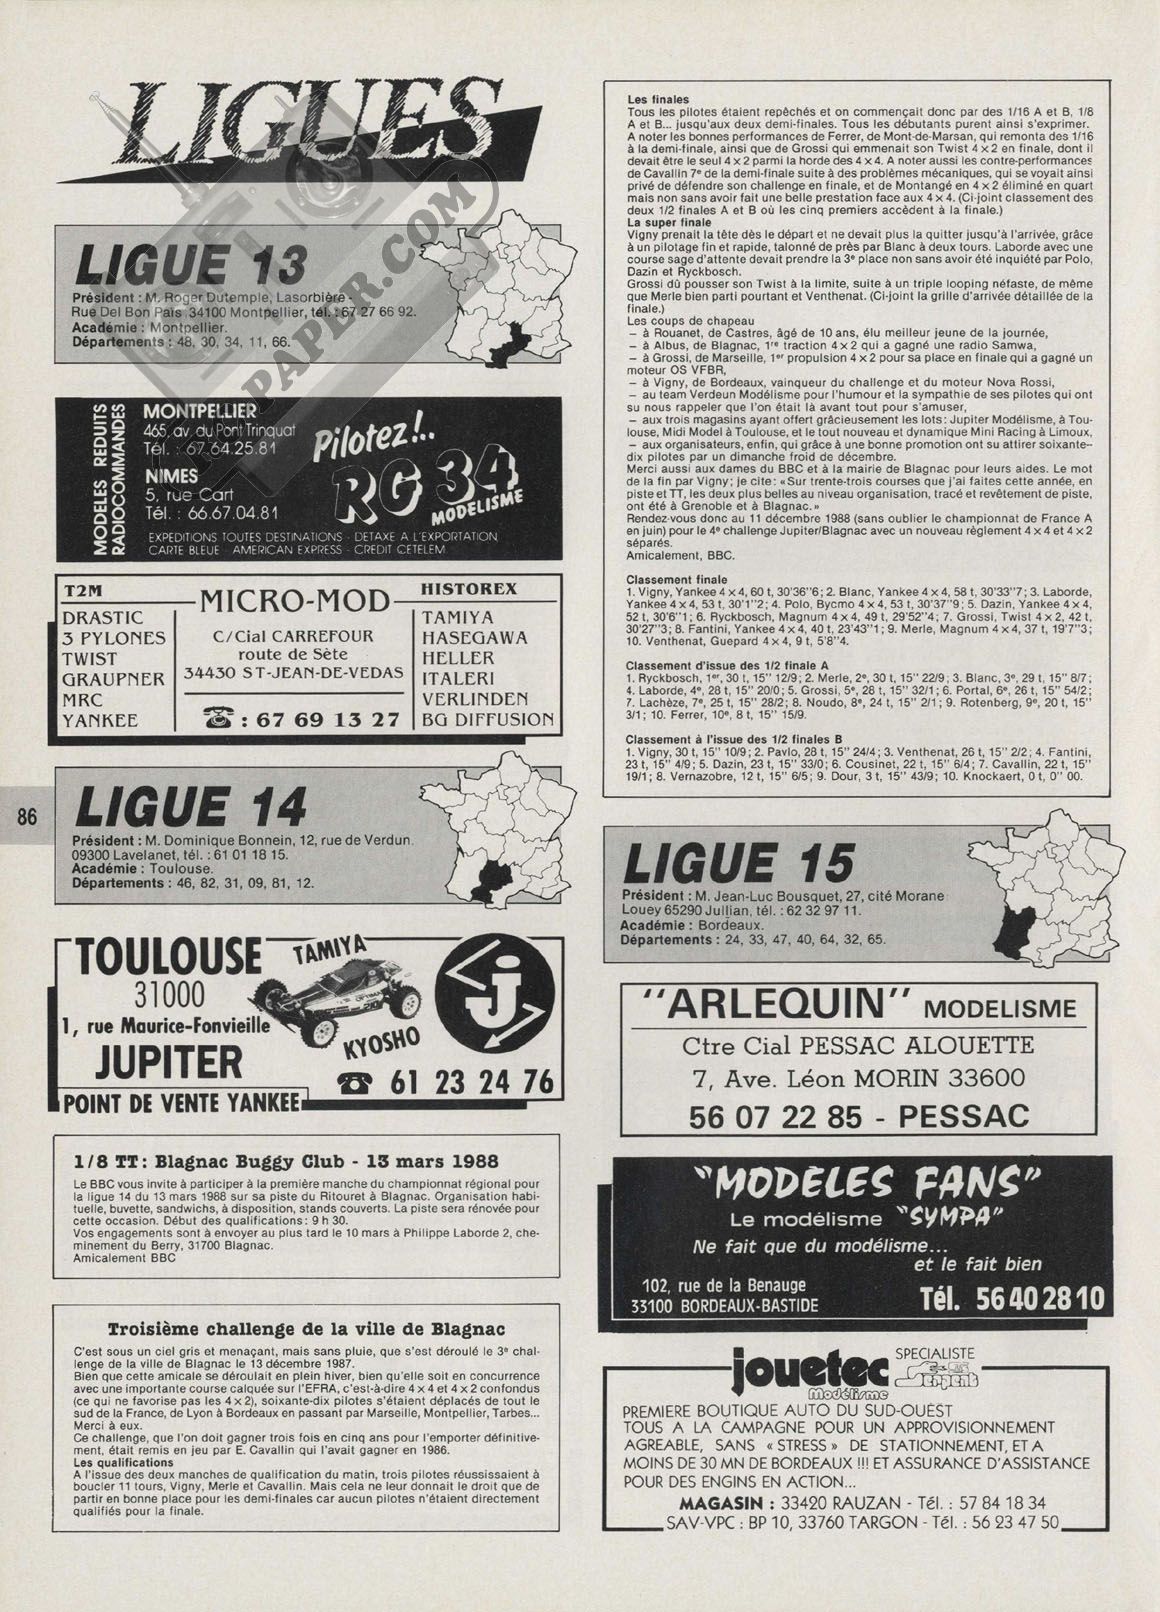 LIGUES
LIGUE 13
Président : M. Roger Dutemple, Lasorbière -
Rue Del Bon Païs 34100 Montpellier, tél. : 67 27 66 92.
Académie : Montpellier.
Départements : 48, 30, 34, 11, 66.
MODELES REDUITS
RADIOCOMMANDES
MONTPELLIER
465, av. du Pont Trinquat
Tél. : 67.64.25.81
NIMES
5, rue Cart
Tél. : 66.67.04.81
Pilotez !..
RG 34
MODELISME
EXPEDITIONS TOUTES DESTINATIONS - DETAXE A L'EXPORTATION
CARTE BLEUE - AMERICAN EXPRESS - CREDIT CETELEM
T2M
DRASTIC
3 PYLONES
TWIST
GRAUPNER
MRC
YANKEE
MICRO-MOD
C/Cial CARREFOUR
route de Sète
34430 ST-JEAN-DE-VEDAS
☎ : 67 69 13 27
HISTOREX
TAMIYA
HASEGAWA
HELLER
ITALERI
VERLINDEN
BG DIFFUSION
86
LIGUE 14
Président : M. Dominique Bonnein, 12, rue de Verdun
09300 Lavelanet, tél. : 61 01 18 15.
Académie : Toulouse.
Départements : 46, 82, 31, 09, 81, 12.
TOULOUSE
31000
1, rue Maurice-Fonvieille
JUPITER
POINT DE VENTE YANKEE
TAMIYA
KYOSHO
j
☎ 61 23 24 76
1/8 TT : Blagnac Buggy Club - 13 mars 1988
Le BBC vous invite à participer à la première manche du championnat régional pour
la ligue 14 du 13 mars 1988 sur sa piste du Ritouret à Blagnac. Organisation habi-
tuelle, buvette, sandwichs, à disposition, stands couverts. La piste sera rénovée pour
cette occasion. Début des qualifications : 9 h 30.
Vos engagements sont à envoyer au plus tard le 10 mars à Philippe Laborde 2, che-
minement du Berry, 31700 Blagnac.
Amicalement BBC
Troisième challenge de la ville de Blagnac
C'est sous un ciel gris et menaçant, mais sans pluie, que s'est déroulé le 3e chal-
lenge de la ville de Blagnac le 13 décembre 1987.
Bien que cette amicale se déroulait en plein hiver, bien qu'elle soit en concurrence
avec une importante course calquée sur l'EFRA, c'est-à-dire 4 x 4 et 4 x 2 confondus
(ce qui ne favorise pas les 4 x 2), soixante-dix pilotes s'étaient déplacés de tout le
sud de la France, de Lyon à Bordeaux en passant par Marseille, Montpellier, Tarbes...
Merci à eux.
Ce challenge, que l'on doit gagner trois fois en cinq ans pour l'emporter définitive-
ment, était remis en jeu par E. Cavallin qui l'avait gagner en 1986.
Les qualifications
A l'issue des deux manches de qualification du matin, trois pilotes réussissaient à
boucler 11 tours, Vigny, Merle et Cavallin. Mais cela ne leur donnait le droit que de
partir en bonne place pour les demi-finales car aucun pilotes n'étaient directement
qualifiés pour la finale.
Les finales
Tous les pilotes étaient repêchés et on commençait donc par des 1/16 A et B, 1/8
A et B... jusqu'aux deux demi-finales. Tous les débutants purent ainsi s'exprimer.
A noter les bonnes performances de Ferrer, de Mont-de-Marsan, qui remonta des 1/16
à la demi-finale, ainsi que de Grossi qui emmenait son Twist 4 x 2 en finale, dont il
devait être le seul 4 x 2 parmi la horde des 4 x 4. A noter aussi les contre-performances
de Cavallin 7e de la demi-finale suite à des problèmes mécaniques, qui se voyait ainsi
privé de défendre son challenge en finale, et de Montangé en 4 x 2 éliminé en quart
mais non sans avoir fait une belle prestation face aux 4 x 4. (Ci-joint classement des
deux 1/2 finales A et B où les cinq premiers accèdent à la finale.)
La super finale
Vigny prenait la tête dès le départ et ne devait plus la quitter jusqu'à l'arrivée, grâce
à un pilotage fin et rapide, talonné de près par Blanc à deux tours. Laborde avec une
course sage d'attente devait prendre la 3e place non sans avoir été inquiété par Polo,
Dazin et Ryckbosch.
Grossi dû pousser son Twist à la limite, suite à un triple looping néfaste, de même
que Merle bien parti pourtant et Venthenat. (Ci-joint la grille d'arrivée détaillée de la
finale.)
Les coups de chapeau
– à Rouanet, de Castres, âgé de 10 ans, élu meilleur jeune de la journée,
– à Albus, de Blagnac, 1re traction 4 x 2 qui a gagné une radio Samwa,
– à Grossi, de Marseille, 1er propulsion 4 x 2 pour sa place en finale qui a gagné un
moteur OS VFBR,
– à Vigny, de Bordeaux, vainqueur du challenge et du moteur Nova Rossi,
– au team Verdeun Modélisme pour l'humour et la sympathie de ses pilotes qui ont
su nous rappeler que l'on était là avant tout pour s'amuser,
– aux trois magasins ayant offert grâcieusement les lots : Jupiter Modélisme, à Tou-
louse, Midi Model à Toulouse, et le tout nouveau et dynamique Mini Racing à Limoux,
– aux organisateurs, enfin, qui grâce à une bonne promotion ont su attirer soixante-
dix pilotes par un dimanche froid de décembre.
Merci aussi aux dames du BBC et à la mairie de Blagnac pour leurs aides. Le mot
de la fin par Vigny ; je cite : « Sur trente-trois courses que j'ai faites cette année, en
piste et TT, les deux plus belles au niveau organisation, tracé et revêtement de piste,
ont été à Grenoble et à Blagnac. »
Rendez-vous donc au 11 décembre 1988 (sans oublier le championnat de France A
en juin) pour le 4e challenge Jupiter/Blagnac avec un nouveau règlement 4 x 4 et 4 x 2
séparés.
Amicalement, BBC.
Classement finale
1. Vigny, Yankee 4 x 4, 60 t, 30'36"6 ; 2. Blanc, Yankee 4 x 4, 58 t, 30'33"7 ; 3. Laborde,
Yankee 4 x 4, 53 t, 30'1"2 ; 4. Polo, Bycmo 4 x 4, 53 t, 30'37"9 ; 5. Dazin, Yankee 4 x 4,
52 t, 30'6"1 ; 6. Ryckbosch, Magnum 4 x 4, 49 t, 29'52"4 ; 7. Grossi, Twist 4 x 2, 42 t,
30'27"3 ; 8. Fantini, Yankee 4 x 4, 40 t, 23'43"1 ; 9. Merle, Magnum 4 x 4, 37 t, 19'7"3 ;
10. Venthenat, Guepard 4 x 4, 9 t, 5'8"4.
Classement d'issue des 1/2 finale A
1. Ryckbosch, 1er, 30 t, 15" 12/9 ; 2. Merle, 2e, 30 t, 15" 22/9 ; 3. Blanc, 3e, 29 t, 15" 8/7 ;
4. Laborde, 4e, 28 t, 15" 20/0 ; 5. Grossi, 5e, 28 t, 15" 32/1 ; 6. Portal, 6e, 26 t, 15" 54/2 ;
7. Lachèze, 7e, 25 t, 15" 28/2 ; 8. Noudo, 8e, 24 t, 15" 2/1 ; 9. Rotenberg, 9e, 20 t, 15"
3/1 ; 10. Ferrer, 10e, 8 t, 15" 15/9.
Classement à l'issue des 1/2 finales B
1. Vigny, 30 t, 15" 10/9 ; 2. Pavlo, 28 t, 15" 24/4 ; 3. Venthenat, 26 t, 15" 2/2 ; 4. Fantini,
23 t, 15" 4/9 ; 5. Dazin, 23 t, 15" 33/0 ; 6. Cousinet, 22 t, 15" 6/4 ; 7. Cavallin, 22 t, 15"
19/1 ; 8. Vernazobre, 12 t, 15" 6/5 ; 9. Dour, 3 t, 15" 43/9 ; 10. Knockaert, 0 t, 0" 00.
LIGUE 15
Président : M. Jean-Luc Bousquet, 27, cité Morane
Louey 65290 Jullian, tél. : 62 32 97 11.
Académie : Bordeaux.
Départements : 24, 33, 47, 40, 64, 32, 65.
"ARLEQUIN" MODELISME
Ctre Cial PESSAC ALOUETTE
7, Ave. Léon MORIN 33600
56 07 22 85 - PESSAC
"MODELES FANS"
Le modélisme "SYMPA"
Ne fait que du modélisme...
et le fait bien
102, rue de la Benauge
33100 BORDEAUX-BASTIDE
Tél. 56 40 28 10
jouetec
Modélisme
SPECIALISTE
Serpent
PREMIERE BOUTIQUE AUTO DU SUD-OUEST
TOUS A LA CAMPAGNE POUR UN APPROVISIONNEMENT
AGREABLE, SANS « STRESS » DE STATIONNEMENT, ET A
MOINS DE 30 MN DE BORDEAUX !!! ET ASSURANCE D'ASSISTANCE
POUR DES ENGINS EN ACTION...
MAGASIN : 33420 RAUZAN - Tél. : 57 84 18 34
SAV-VPC : BP 10, 33760 TARGON - Tél. : 56 23 47 50